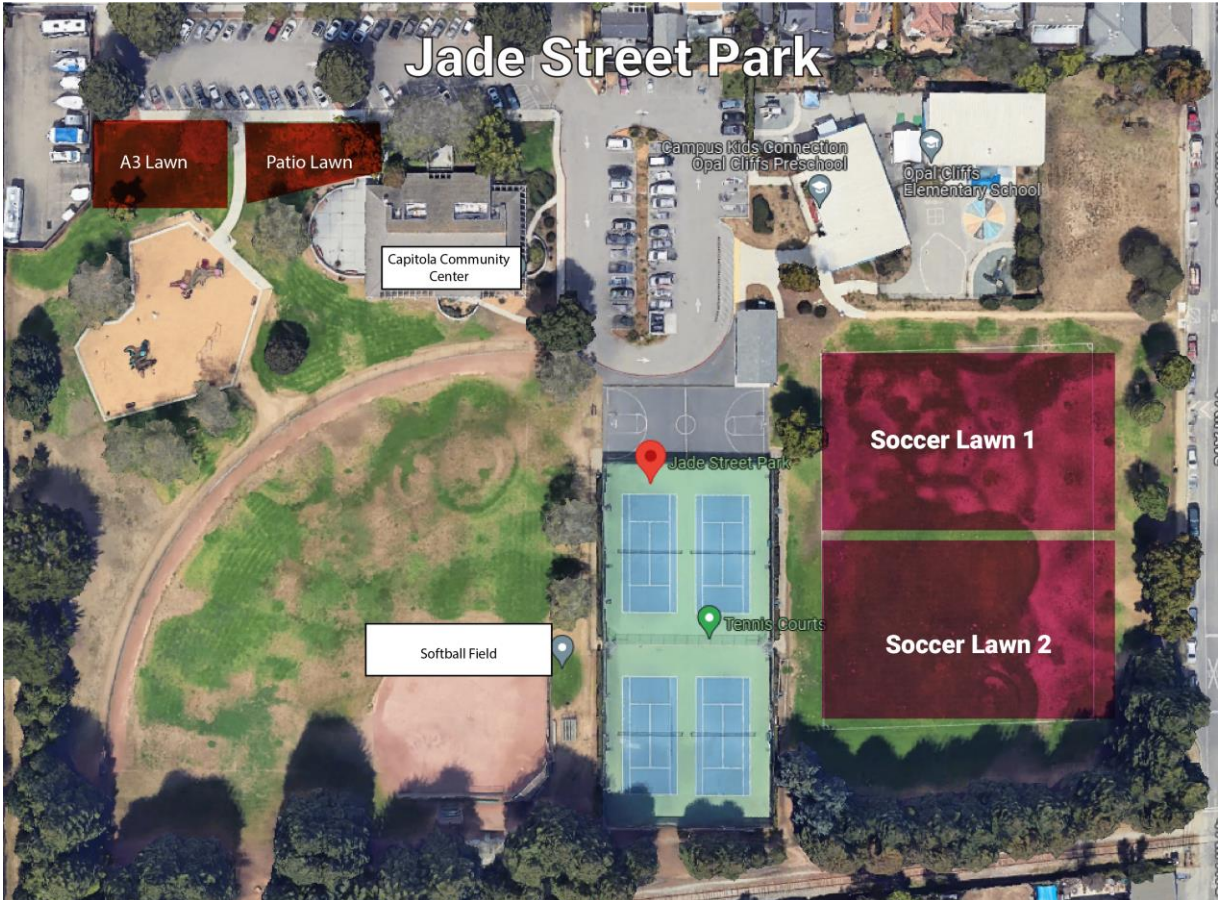 Jade Street Park
A3 Lawn
Patio Lawn
Campus Kids Connection
Opal Cliffs Preschool
Opal Cliffs
Elementary School
Capitola Community
Center
Soccer Lawn 1
Jade Street Park
Tennis Courts
Softball Field
Soccer Lawn 2